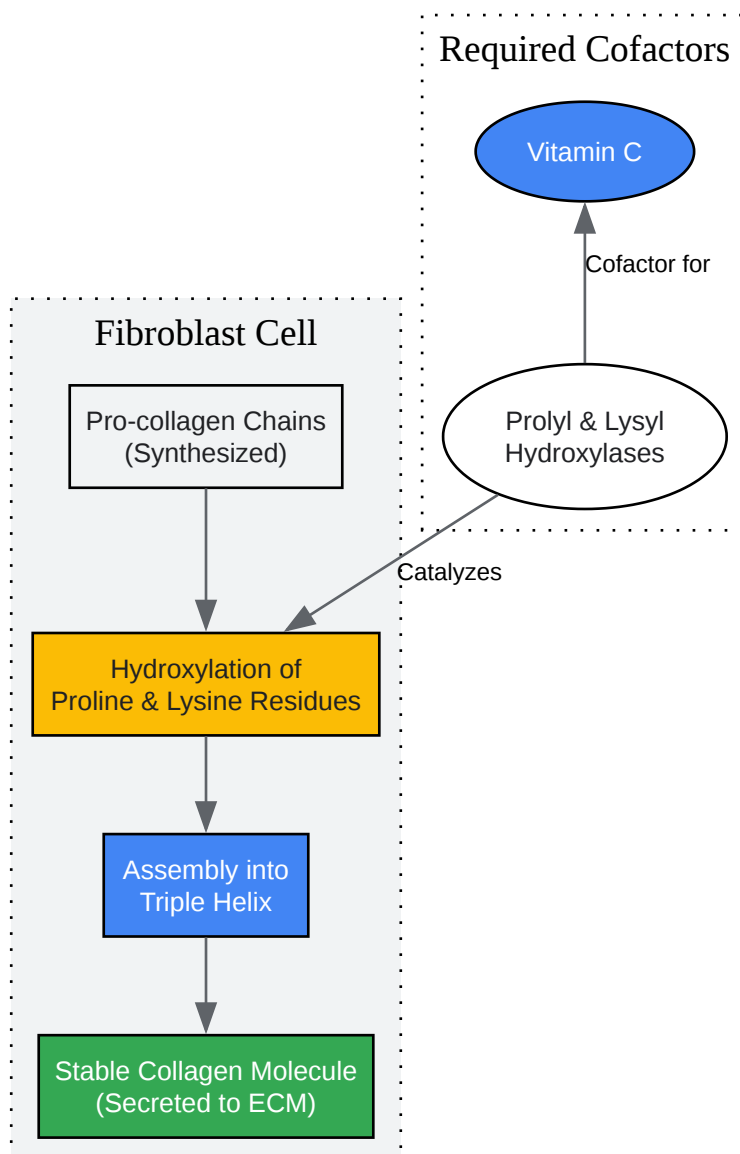 Required Cofactors
Vitamin C
Cofactor for
Fibroblast Cell
Pro-collagen Chains
(Synthesized)
Prolyl & Lysyl
Hydroxylases
Catalyzes
Hydroxylation of
Proline & Lysine Residues
Assembly into
Triple Helix
Stable Collagen Molecule
(Secreted to ECM)